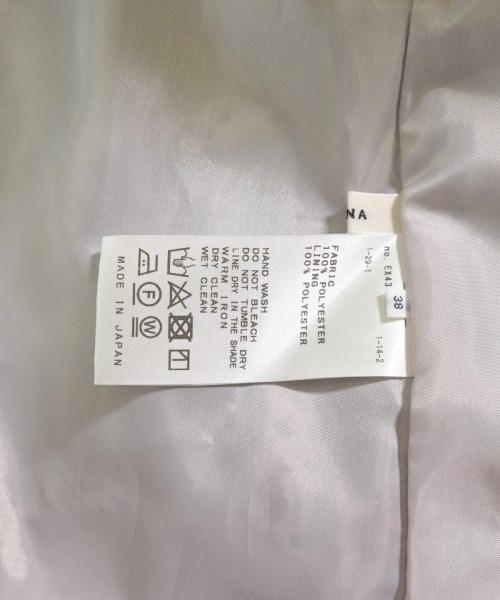 NA
38
no. EX43
1-29-1
1-14-2
FABRIC
100% POLYESTER
LINING
100% POLYESTER
HAND WASH
DO NOT BLEACH
DO NOT TUMBLE DRY
LINE DRY IN THE SHADE
WARM IRON
DRY CLEAN
WET CLEAN
F
W
MADE IN JAPAN